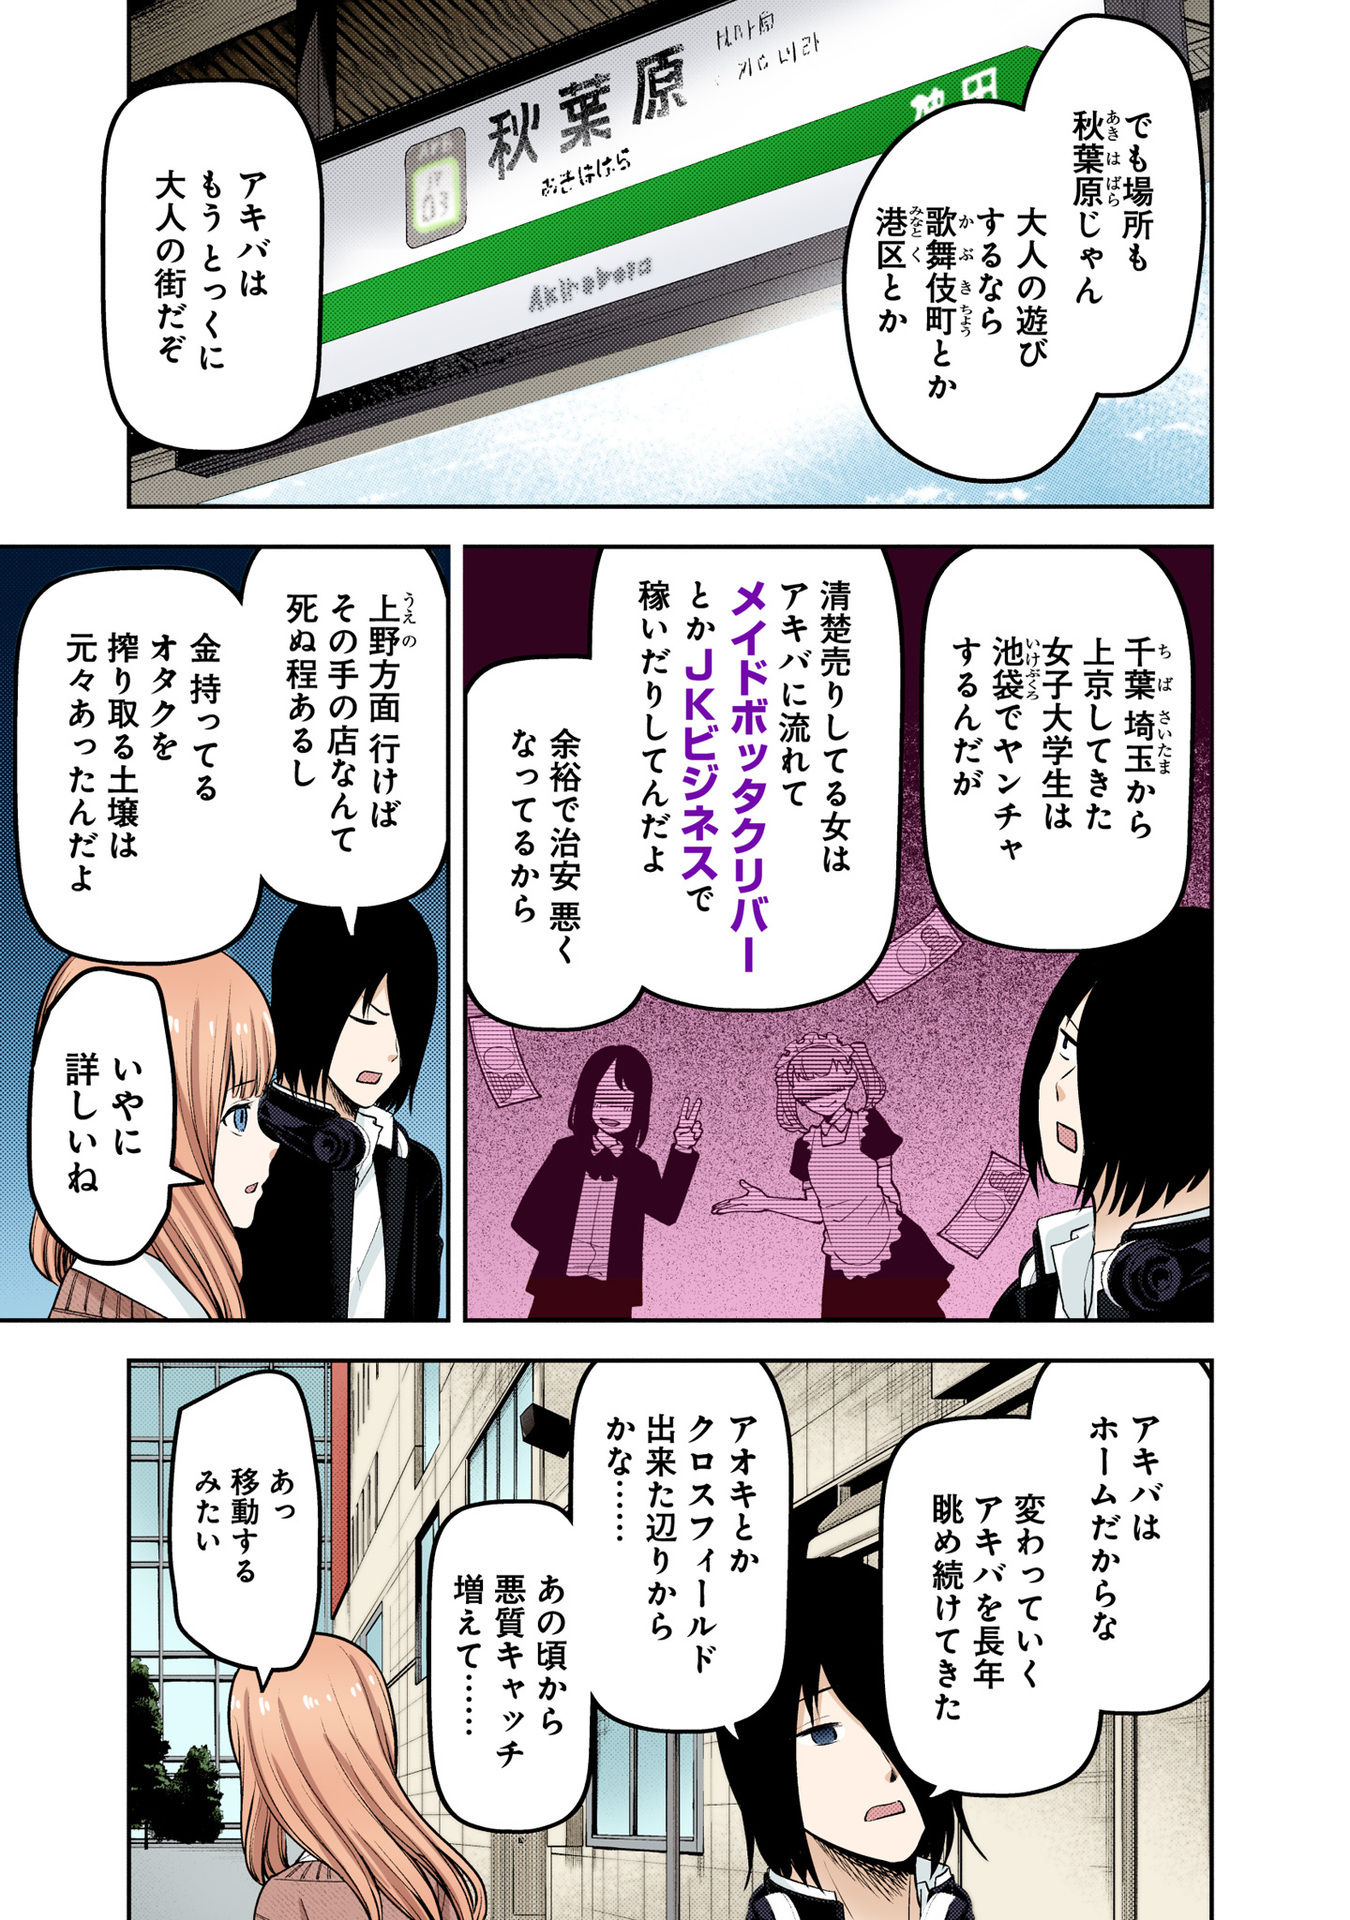 でも場所も
秋葉原じゃん
大人の遊び
するなら
歌舞伎町とか
港区とか
秋葉原
あきはばら
JY
03
神田
アキバは
もうとっくに
大人の街だぞ
千葉 埼玉から
上京してきた
女子大学生は
池袋でヤンチャ
するんだが
清楚売りしてる女は
アキバに流れて
メイドボッタクリバー
とかJKビジネスで
稼いだりしてんだよ
余裕で治安 悪く
なってるから
上野方面 行けば
その手の店なんて
死ぬ程あるし
金 持ってる
オタクを
搾り取る土壌は
元々あったんだよ
いやに
詳しいね
アキバは
ホームだからな
変わっていく
アキバを長年
眺め続けてきた
アオキとか
クロスフィールド
出来た辺りから
かな……
あの頃から
悪質キャッチ
増えて……
あっ
移動する
みたい